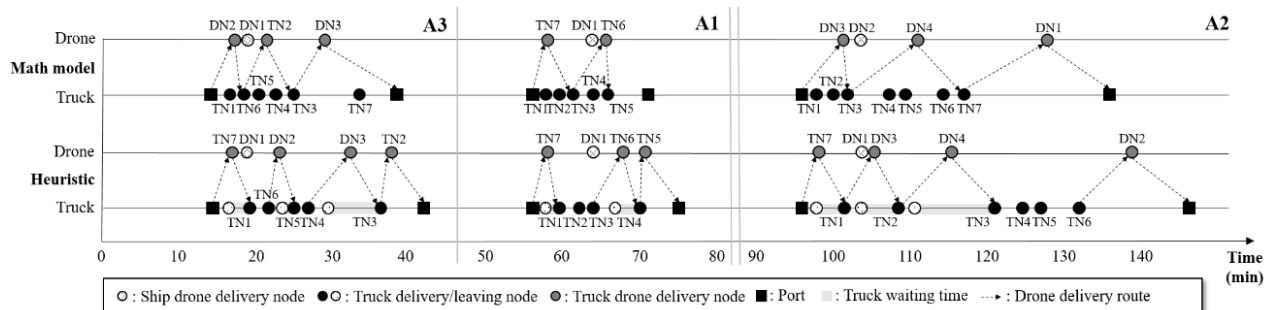 A3 A1 A2
DN2 DN1 TN2 DN3 TN7 DN1 TN6 DN3 DN2 DN4 DN1
Drone
Math model
TN5 TN4 TN2
Truck
TN1 TN6 TN4 TN3 TN7 TN1 TN2 TN3 TN5 TN1 TN3 TN4 TN5 TN6 TN7
TN7 DN1 DN2 DN3 TN2 TN7 DN1 TN6 TN5 TN7 DN1 DN3 DN4 DN2
Drone
Heuristic
TN6
Truck
TN1 TN5 TN4 TN3 TN1 TN2 TN3 TN4 TN1 TN2 TN3 TN4 TN5 TN6
0 10 20 30 40 50 60 70 80 90 100 110 120 130 140 Time
(min)
: Ship drone delivery node : Truck delivery/leaving node : Truck drone delivery node : Port : Truck waiting time : Drone delivery route